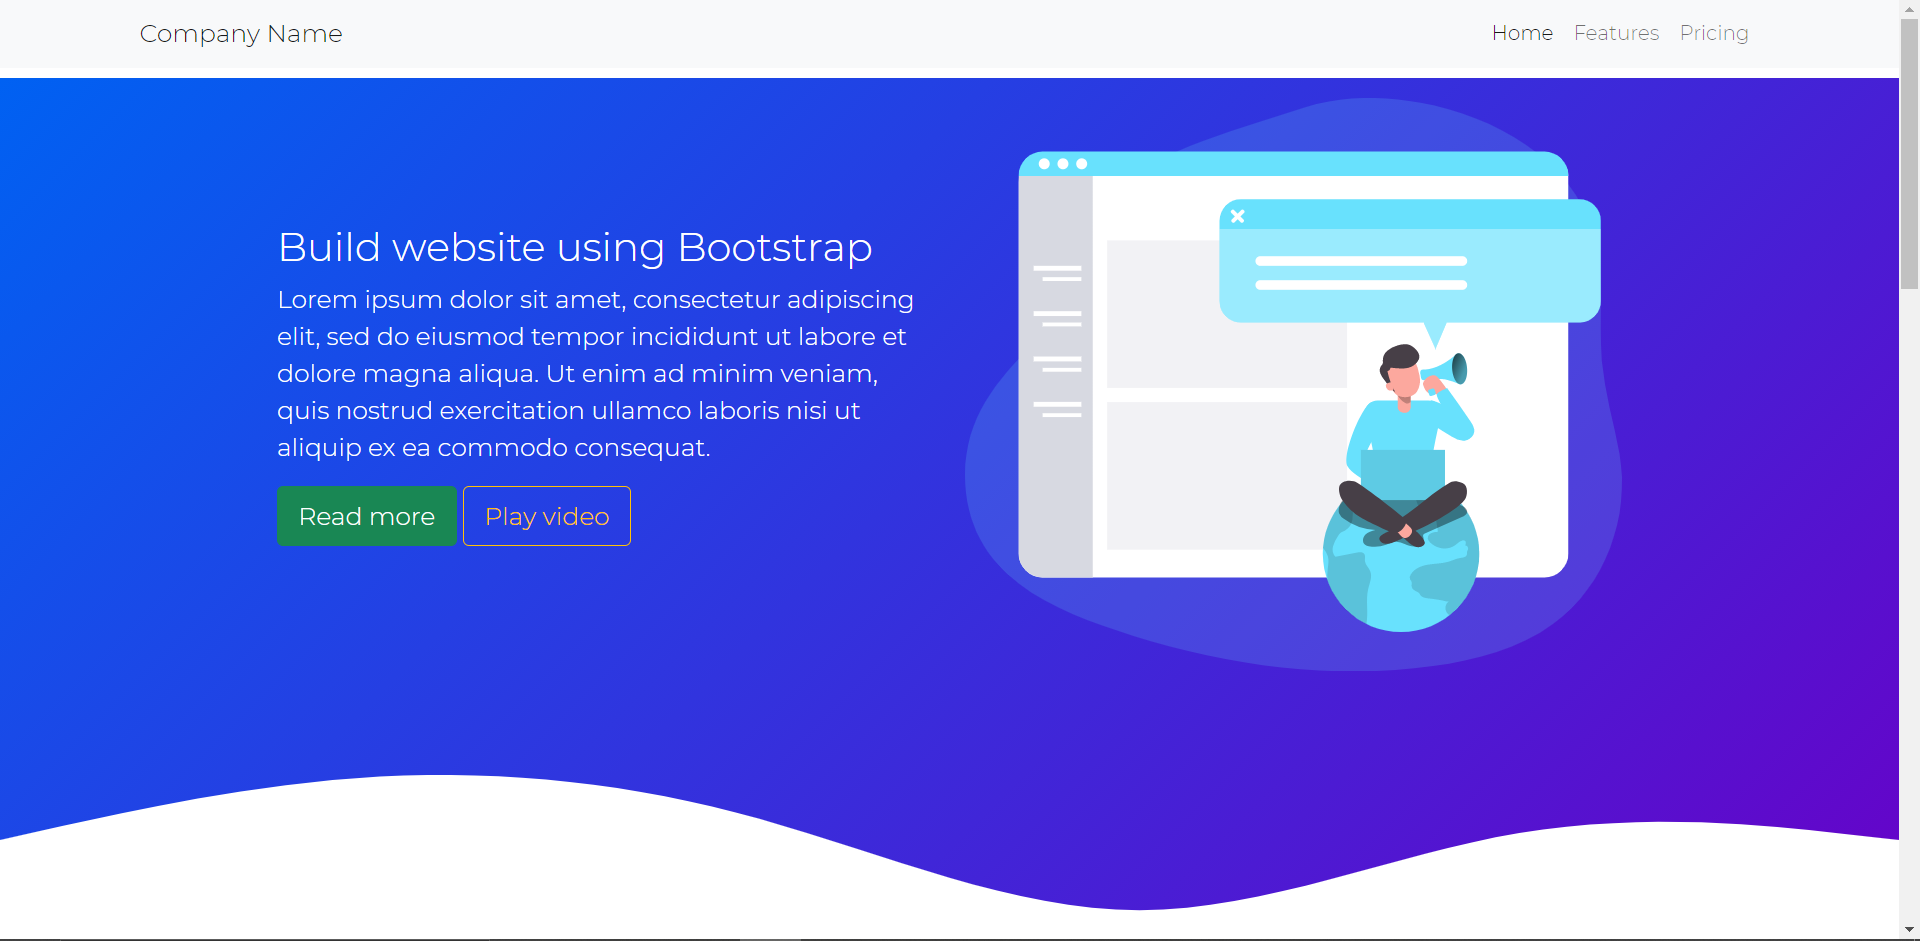 Company Name
Home Features Pricing
Build website using Bootstrap
Lorem ipsum dolor sit amet, consectetur adipiscing
elit, sed do eiusmod tempor incididunt ut labore et
dolore magna aliqua. Ut enim ad minim veniam,
quis nostrud exercitation ullamco laboris nisi ut
aliquip ex ea commodo consequat.
Read more Play video